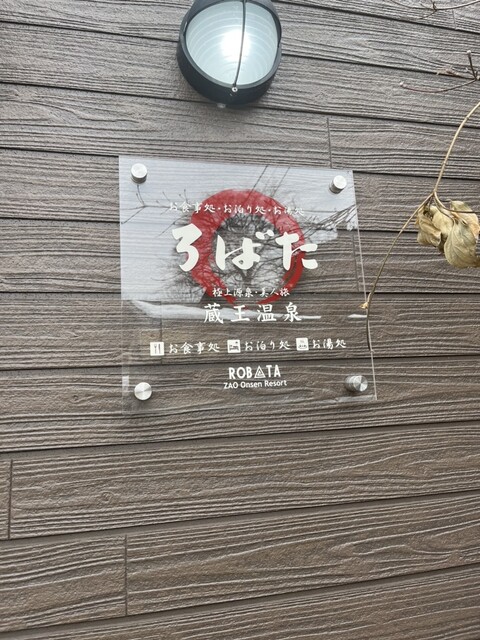 お食事処・お泊り処・お湯処
ろばた
極上源泉・美人旅
蔵王温泉
お食事処 お泊り処 お湯処
ROBATA
ZAO Onsen Resort